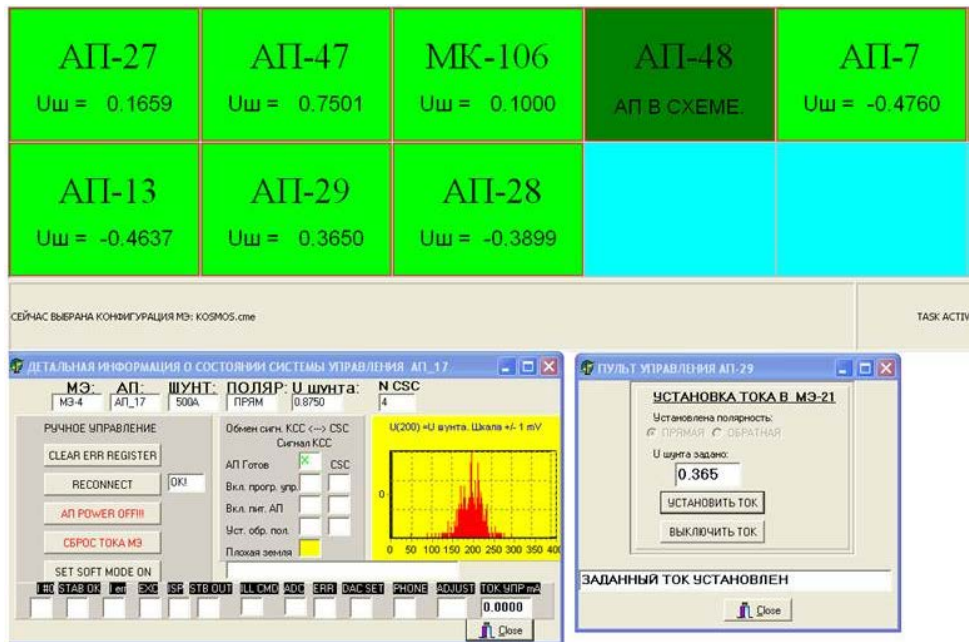 АП-27 АП-47 МК-106 АП-48 АП-7
Uш = 0.1659 Uш = 0.7501 Uш = 0.1000 АП В СХЕМЕ. Uш = -0.4760
АП-13 АП-29 АП-28
Uш = -0.4637 Uш = 0.3650 Uш = -0.3899
СЕЙЧАС ВЫБРАНА КОНФИГУРАЦИЯ МЭ: KOSMOS.cme
TASK ACTIV
ДЕТАЛЬНАЯ ИНФОРМАЦИЯ О СОСТОЯНИИ СИСТЕМЫ УПРАВЛЕНИЯ АП_17
МЭ: АП: ШУНТ: ПОЛЯР: U шунта: N CSC
МЭ-4 АП_17 500А ПРЯМ 0.8750 4
РУЧНОЕ УПРАВЛЕНИЕ
CLEAR ERR REGISTER
RECONNECT OK!
АП POWER OFF!!!
СБРОС ТОКА МЭ
SET SOFT MODE ON
Обмен сигн. КСС <--> CSC
Сигнал КСС
АП Готов X CSC
Вкл. прогр. упр.
Вкл. пит. АП
Уст. обр. пол.
Плохая земля
U(200) =U шунта. Шкала +/- 1 mV
0
0 50 100 150 200 250 300 350 400
I #0 STAB OK I err EXC ISP STB OUT ILL CMD ADC ERR DAC SET PHONE ADJUST ТОК УПР mA
0.0000
Close
ПУЛЬТ УПРАВЛЕНИЯ АП-29
УСТАНОВКА ТОКА В МЭ-21
Установлена полярность:
ПРЯМАЯ ОБРАТНАЯ
U шунта задано:
0.365
УСТАНОВИТЬ ТОК
ВЫКЛЮЧИТЬ ТОК
ЗАДАННЫЙ ТОК УСТАНОВЛЕН
Close